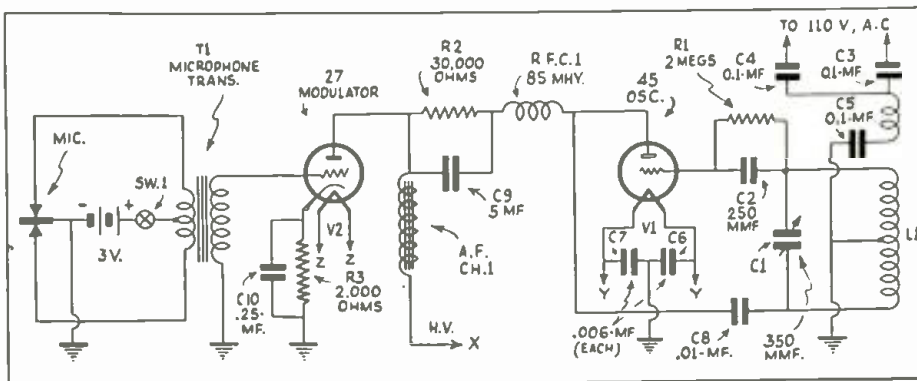 T1
MICROPHONE
TRANS.
27
MODULATOR
R2
30,000
OHMS
R.F.C.1
85 MHY.
45
OSC.
R1
2 MEGS
TO 110 V, A.C
C4
0.1-MF.
C3
0.1-MF.
C5
0.1-MF.
MIC.
SW.1
- +
3V.
C10
.25-
MF.
Z
V2
Z
R3
2,000
OHMS
C9
5 MF
A.F.
CH.1
H.V.
X
V1
C7
C6
Y
Y
.006-MF
(EACH)
C2
250
MMF.
C1
L1
C8
.01-MF.
350
MMF.